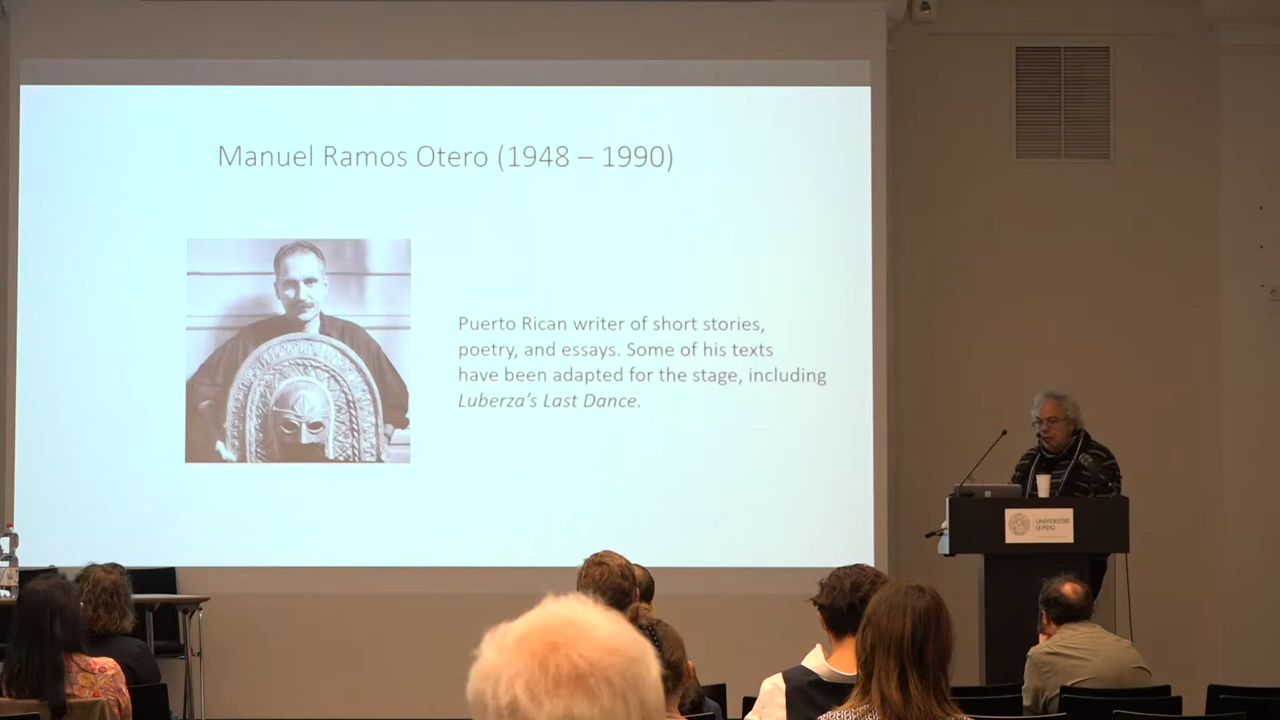 Manuel Ramos Otero (1948 – 1990)
Puerto Rican writer of short stories,
poetry, and essays. Some of his texts
have been adapted for the stage, including
Luberza's Last Dance.
UNIVERSITÄT
LEIPZIG